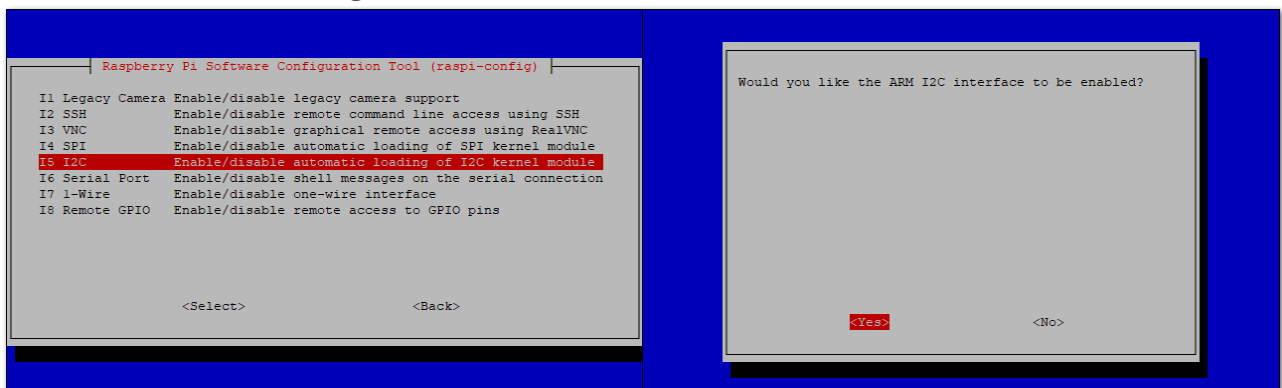 Raspberry Pi Software Configuration Tool (raspi-config)
I1 Legacy Camera Enable/disable legacy camera support
I2 SSH Enable/disable remote command line access using SSH
I3 VNC Enable/disable graphical remote access using RealVNC
I4 SPI Enable/disable automatic loading of SPI kernel module
I5 I2C Enable/disable automatic loading of I2C kernel module
I6 Serial Port Enable/disable shell messages on the serial connection
I7 1-Wire Enable/disable one-wire interface
I8 Remote GPIO Enable/disable remote access to GPIO pins
<Select> <Back>
Would you like the ARM I2C interface to be enabled?
<Yes> <No>